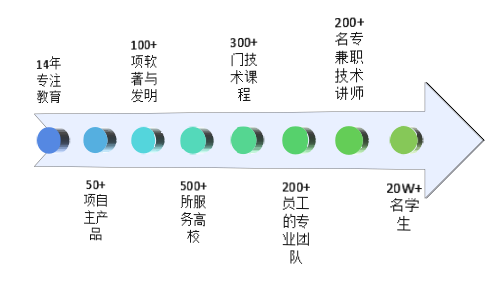 14年
专注
教育
50+
项自
主产
品
100+
项软
著与
发明
500+
所服
务高
校
300+
门技
术课
程
200+
员工
的专
业团
队
200+
名专
兼职
技术
讲师
20W+
名学
生